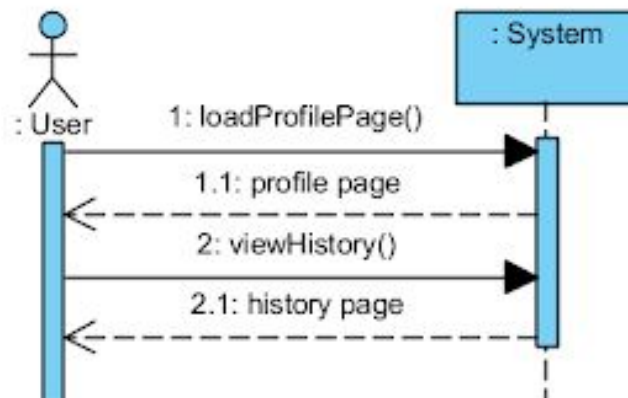 : System
: User
1: loadProfilePage()
1.1: profile page
2: viewHistory()
2.1: history page